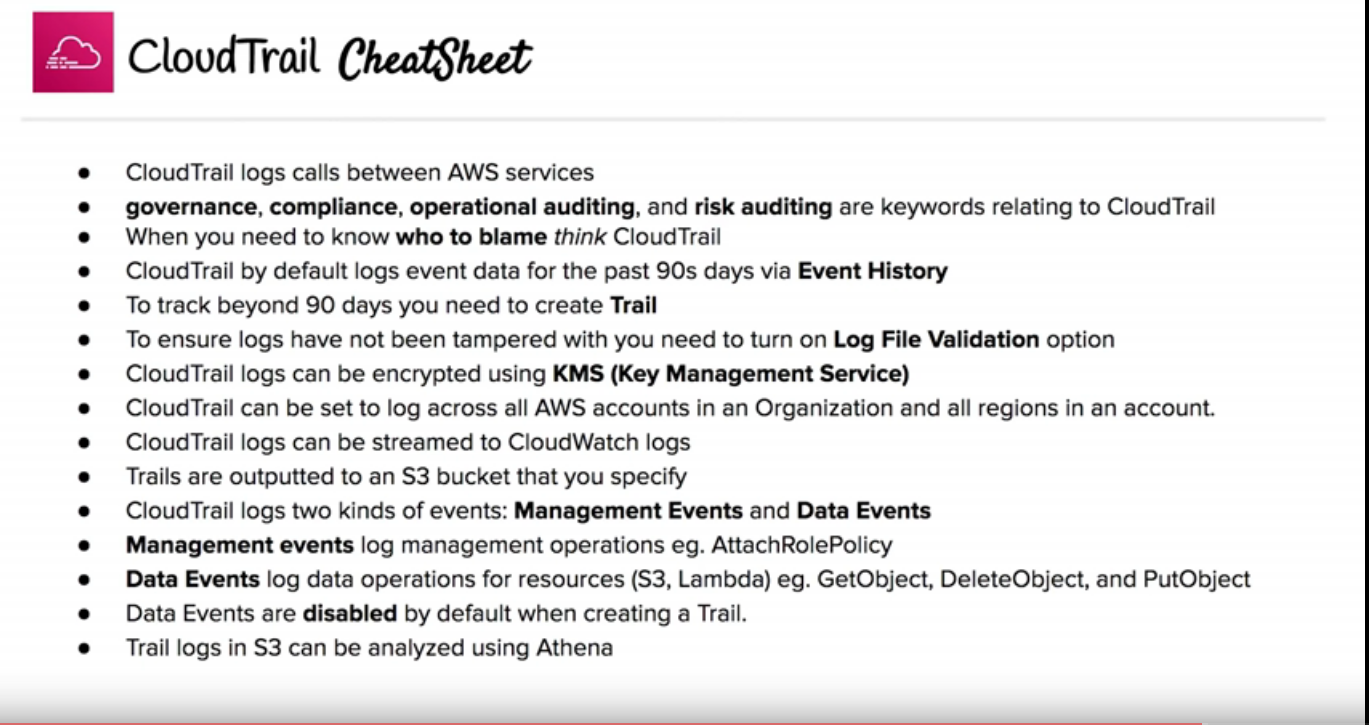 CloudTrail CheatSheet
● CloudTrail logs calls between AWS services
● governance, compliance, operational auditing, and risk auditing are keywords relating to CloudTrail
● When you need to know who to blame think CloudTrail
● CloudTrail by default logs event data for the past 90s days via Event History
● To track beyond 90 days you need to create Trail
● To ensure logs have not been tampered with you need to turn on Log File Validation option
● CloudTrail logs can be encrypted using KMS (Key Management Service)
● CloudTrail can be set to log across all AWS accounts in an Organization and all regions in an account.
● CloudTrail logs can be streamed to CloudWatch logs
● Trails are outputted to an S3 bucket that you specify
● CloudTrail logs two kinds of events: Management Events and Data Events
● Management events log management operations eg. AttachRolePolicy
● Data Events log data operations for resources (S3, Lambda) eg. GetObject, DeleteObject, and PutObject
● Data Events are disabled by default when creating a Trail.
● Trail logs in S3 can be analyzed using Athena